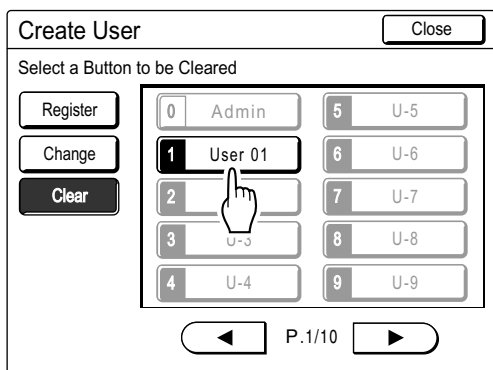 Create User
Close
Select a Button to be Cleared
Register
Change
Clear
0 Admin
5 U-5
1 User 01
6 U-6
2
7 U-7
3 U-3
8 U-8
4 U-4
9 U-9
P.1/10